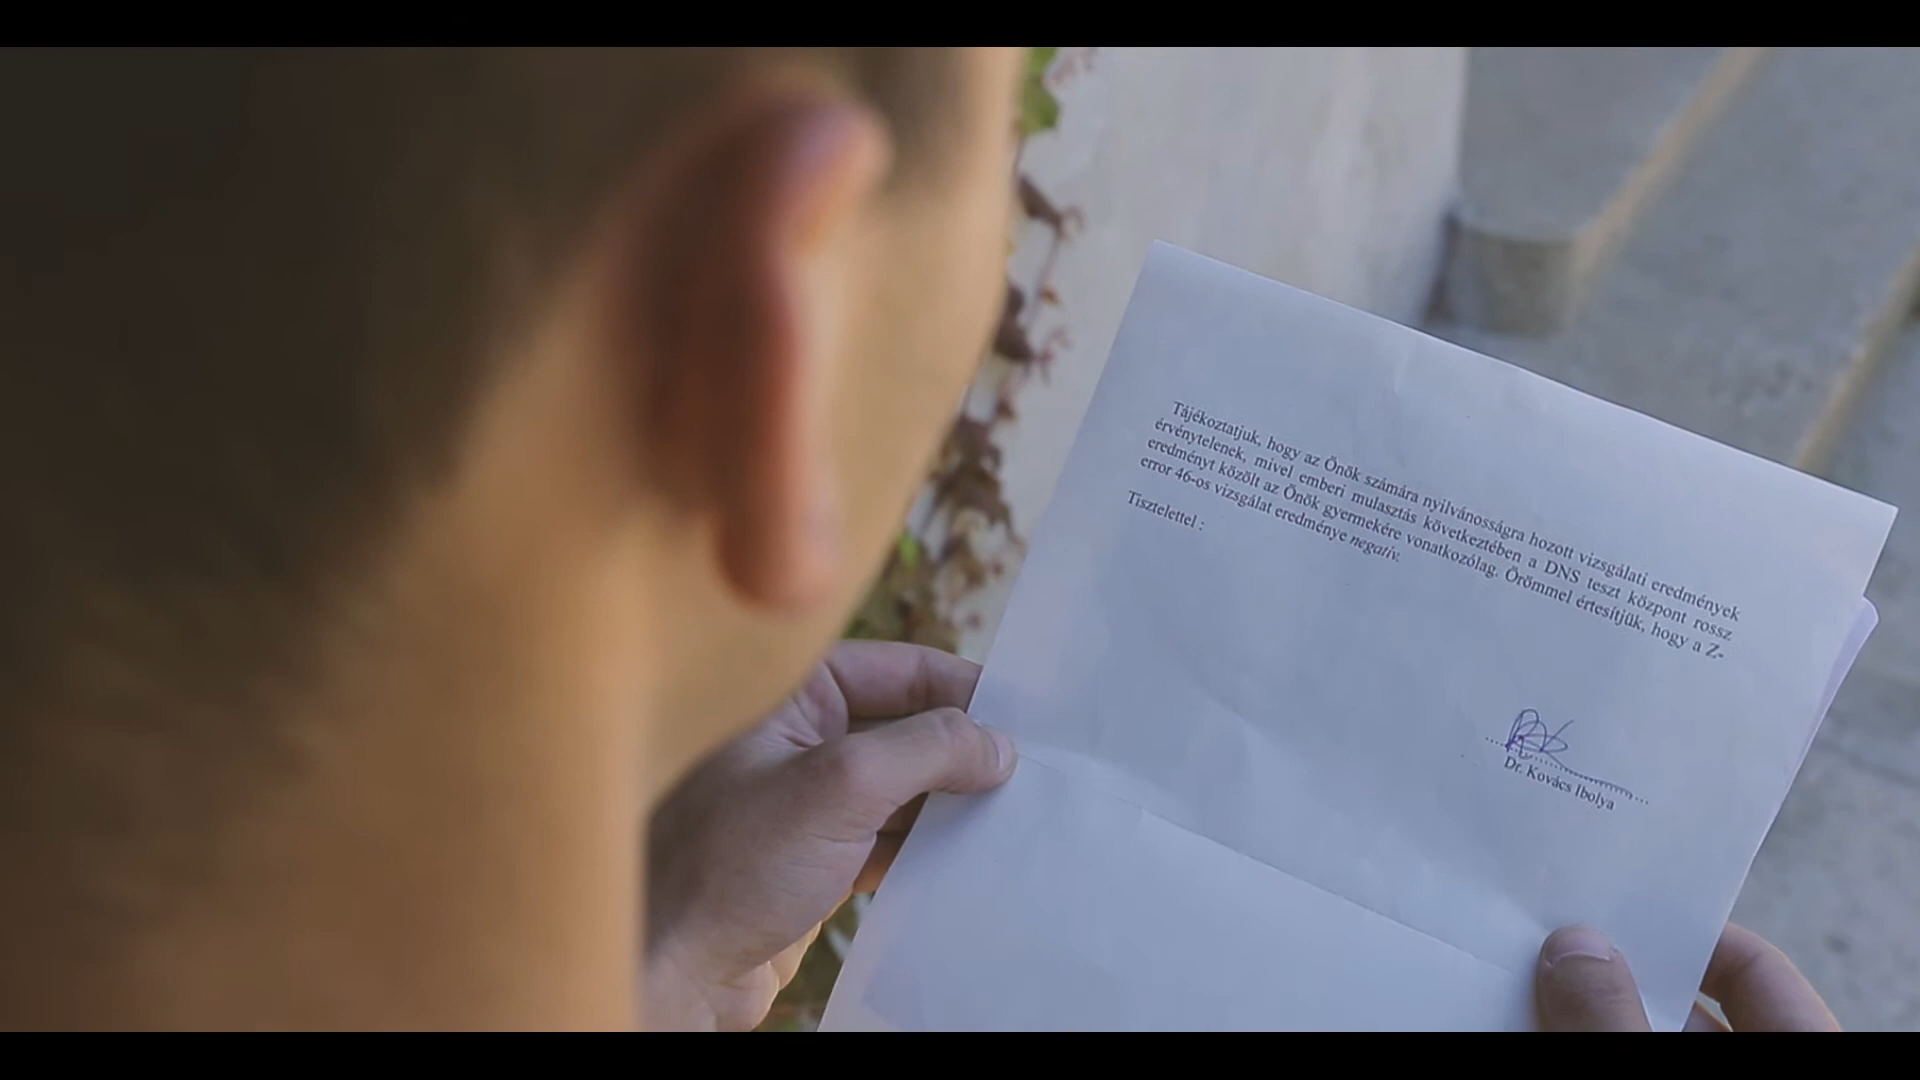 Tájékoztatjuk, hogy az Önök számára nyilvánosságra hozott vizsgálati eredmények
érvénytelenek, mivel emberi mulasztás következtében a DNS teszt központ rossz
eredményt közölt az Önök gyermekére vonatkozólag. Örömmel értesítjük, hogy a Z-
error 46-os vizsgálat eredménye negatív.
Tisztelettel :
Dr. Kovács Ibolya